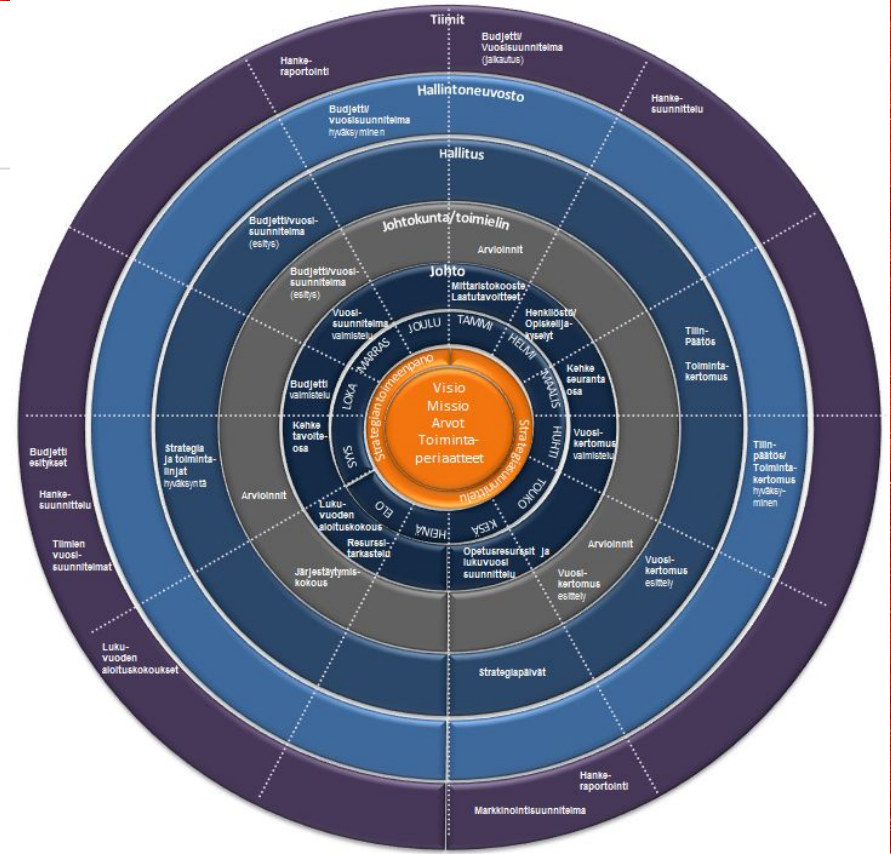 Tiimit
Budjetti/
Vuosisuunnitelma
(jalkautus)
Hanke-
raportointi
Hanke-
suunnittelu
Hallintoneuvosto
Budjetti/
vuosisuunnitelma
hyväksyminen
Hallitus
Budjetti/vuosi-
suunnitelma
(esitys)
Johtokunta/toimielin
Arvioinnit
Budjetti/vuosi-
suunnitelma
(esitys)
Johto
Mittaristokooste,
Laatutavoitteet
Vuosi-
suunnitelma
valmistelu
Henkilöstö/
Opiskelija-
kyselyt
JOULU
TAMMI
HELMI
MAALIS
HUHTI
TOUKO
KESÄ
HEINÄ
ELO
SYS
LOKA
MARRAS
Tilin-
Päätös
Toiminta-
kertomus
Kehke
seuranta
osa
Budjetti
valmistelu
Strategiantoimeenpano
Strategiasuunnittelu
Visio
Missio
Arvot
Toiminta-
periaatteet
Kehke
tavoite-
osa
Vuosi-
kertomus
valmistelu
Budjetti
esitykset
Hanke-
suunnittelu
Tiimien
vuosi-
suunnitelmat
Strategia
ja toiminta-
linjat
hyväksyntä
Arvioinnit
Tilin-
päätös/
Toiminta-
kertomus
hyväksy-
minen
Luku-
vuoden
aloituskokous
Resurssi-
tarkastelu
Järjestäytymis-
kokous
Opetusresurssit ja
lukuvuosi
suunnittelu
Arvioinnit
Vuosi-
kertomus
esittely
Vuosi-
kertomus
esittely
Luku-
vuoden
aloituskokoukset
Strategiapäivät
Hanke-
raportointi
Markkinointisuunnitelma